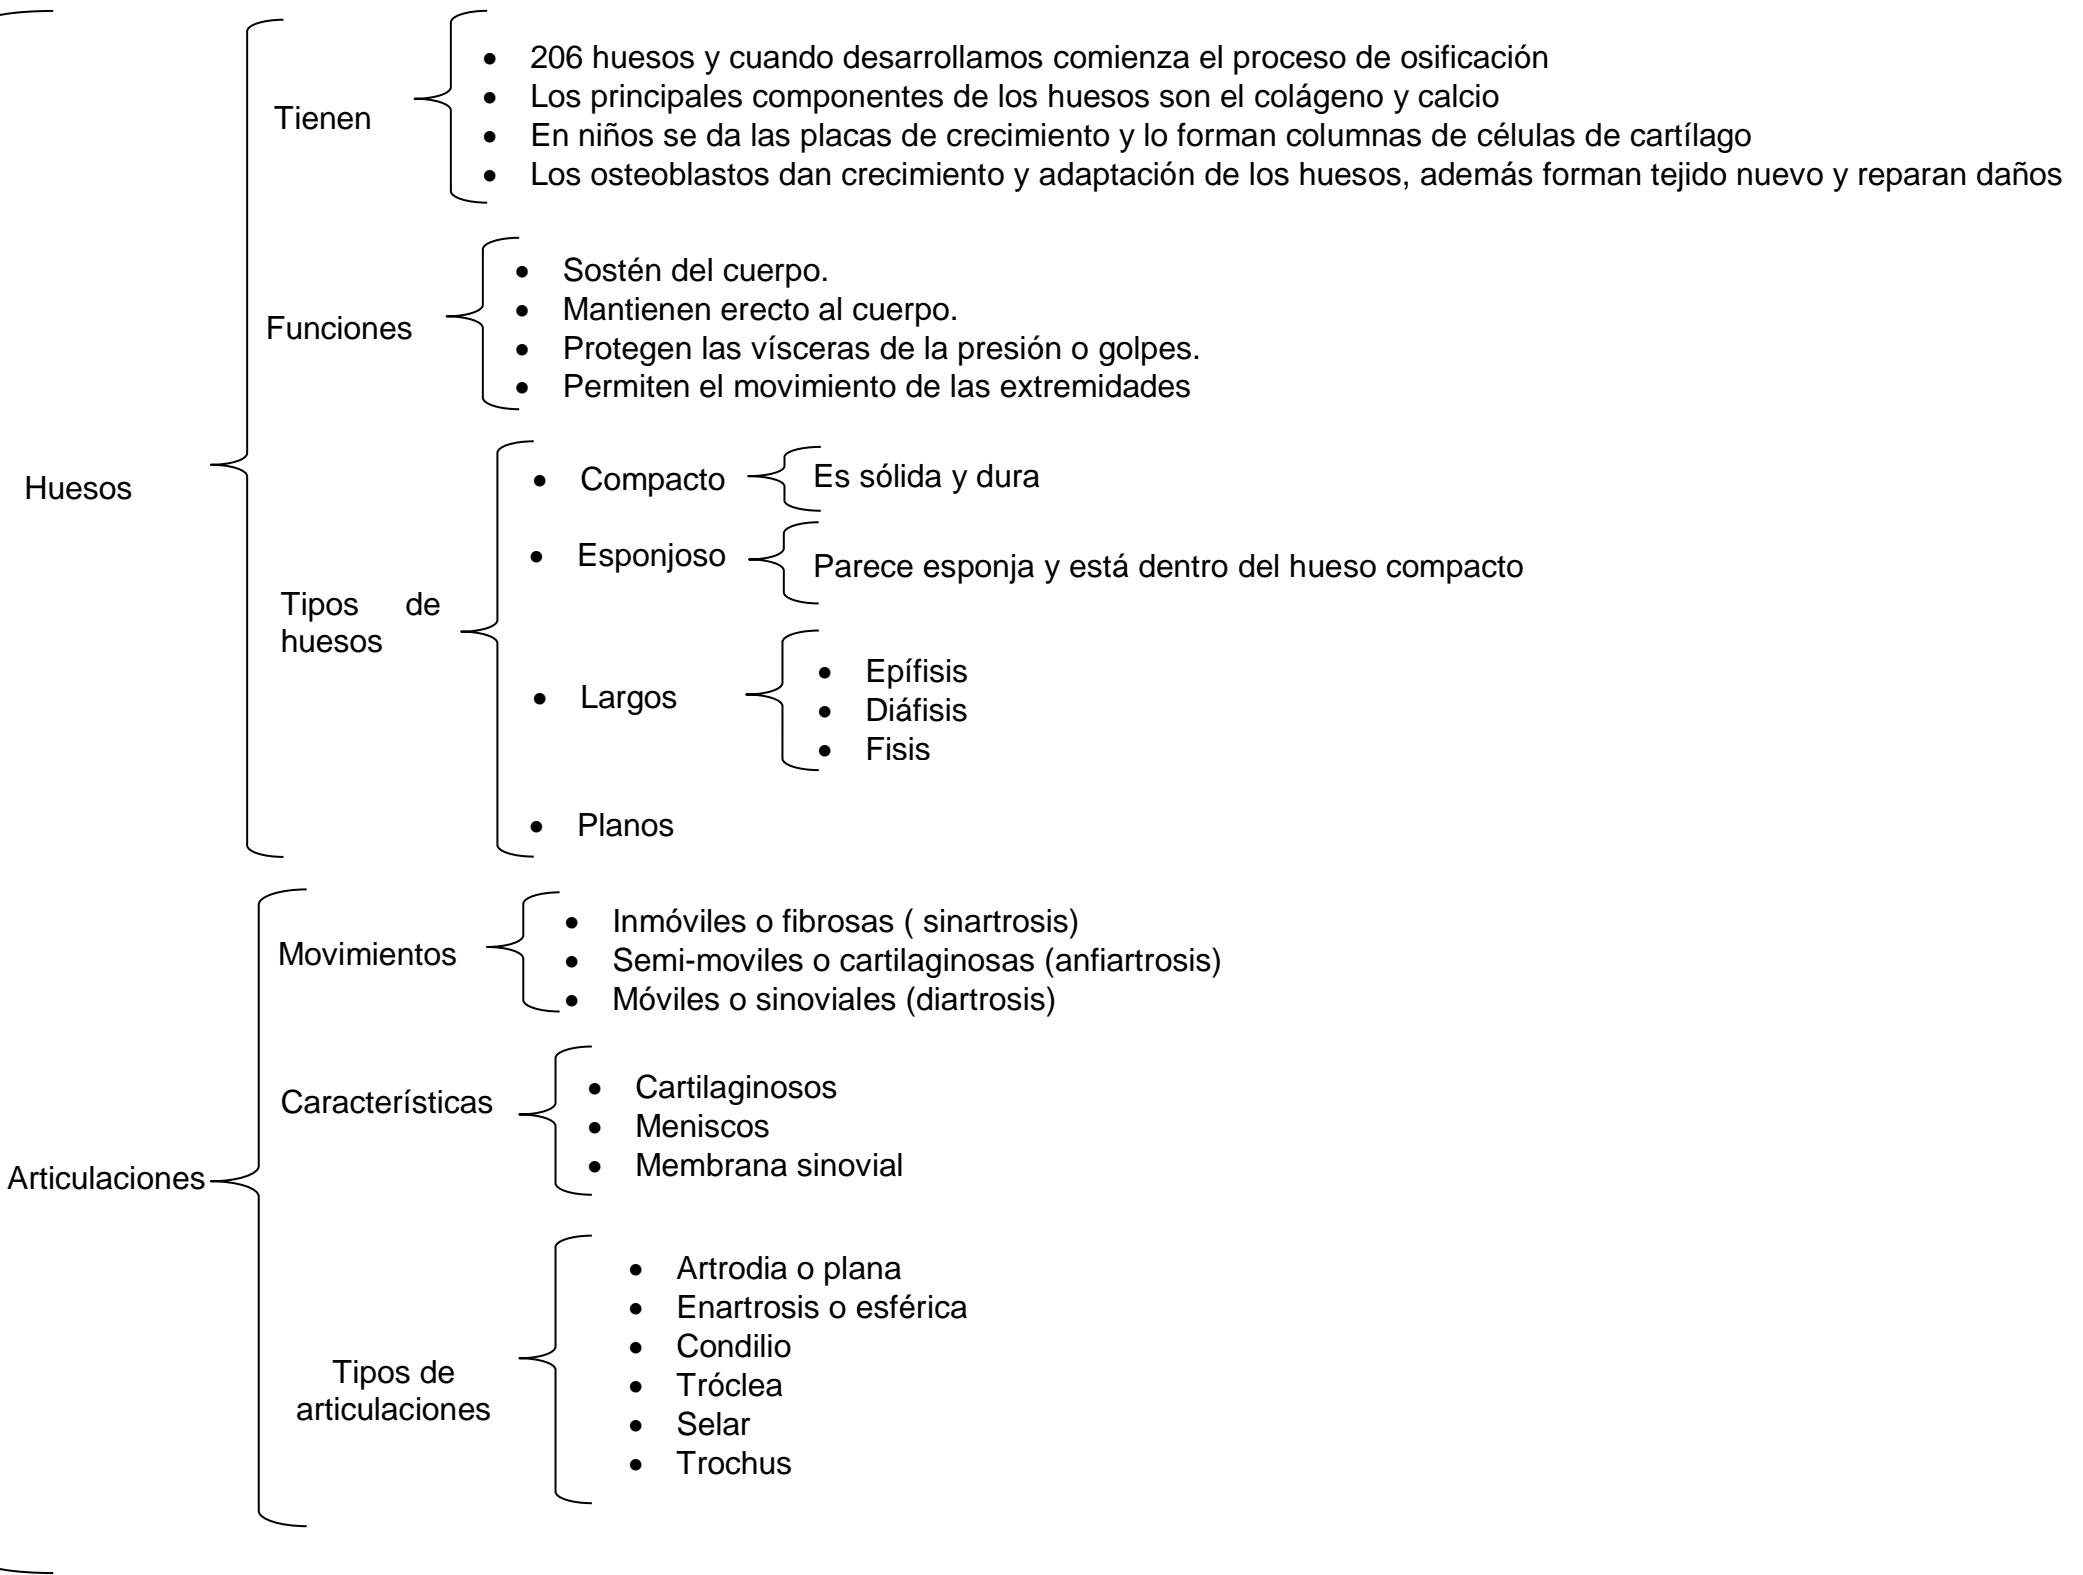 Huesos
Tienen
• 206 huesos y cuando desarrollamos comienza el proceso de osificación
• Los principales componentes de los huesos son el colágeno y calcio
• En niños se da las placas de crecimiento y lo forman columnas de células de cartílago
• Los osteoblastos dan crecimiento y adaptación de los huesos, además forman tejido nuevo y reparan daños
Funciones
• Sostén del cuerpo.
• Mantienen erecto al cuerpo.
• Protegen las vísceras de la presión o golpes.
• Permiten el movimiento de las extremidades
Tipos de
huesos
• Compacto
Es sólida y dura
• Esponjoso
Parece esponja y está dentro del hueso compacto
• Largos
• Epífisis
• Diáfisis
• Fisis
• Planos
Articulaciones
Movimientos
• Inmóviles o fibrosas ( sinartrosis)
• Semi-moviles o cartilaginosas (anfiartrosis)
• Móviles o sinoviales (diartrosis)
Características
• Cartilaginosos
• Meniscos
• Membrana sinovial
Tipos de
articulaciones
• Artrodia o plana
• Enartrosis o esférica
• Condilio
• Tróclea
• Selar
• Trochus